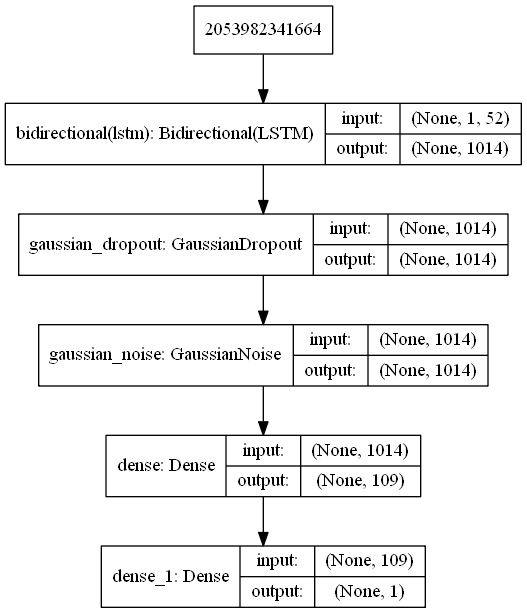 2053982341664
bidirectional(lstm): Bidirectional(LSTM)
input: (None, 1, 52)
output: (None, 1014)
gaussian_dropout: GaussianDropout
input: (None, 1014)
output: (None, 1014)
gaussian_noise: GaussianNoise
input: (None, 1014)
output: (None, 1014)
dense: Dense
input: (None, 1014)
output: (None, 109)
dense_1: Dense
input: (None, 109)
output: (None, 1)